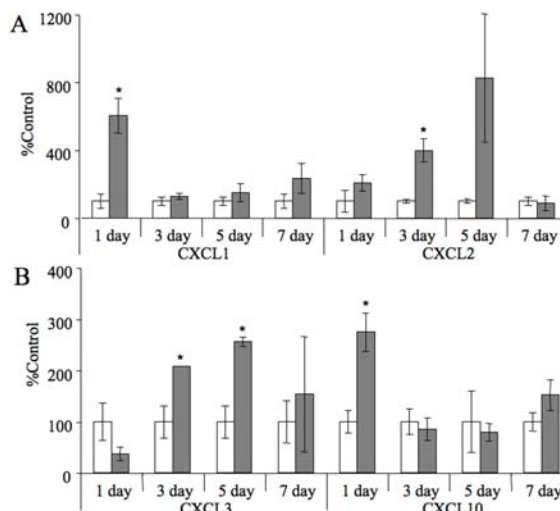 A
1200
*
800
%Control
*
400
0
1 day 3 day 5 day 7 day 1 day 3 day 5 day 7 day
CXCL1 CXCL2
B
400
*
300
*
*
%Control
200
100
0
1 day 3 day 5 day 7 day 1 day 3 day 5 day 7 day
CXCL3 CXCL10